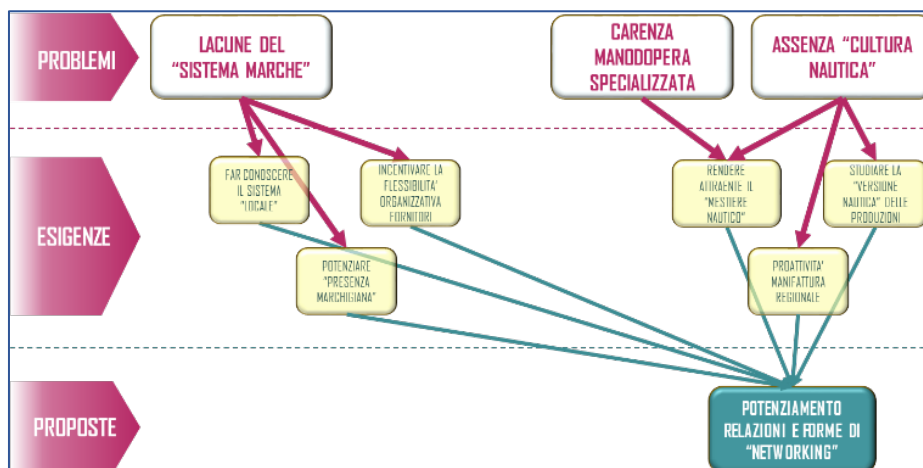 PROBLEMI
LACUNE DEL
"SISTEMA MARCHE"
CARENZA
MANODOPERA
SPECIALIZZATA
ASSENZA "CULTURA
NAUTICA"
ESIGENZE
FAR CONOSCERE
IL SISTEMA
"LOCALE"
INCENTIVARE LA
FLESSIBILITA'
ORGANIZZATIVA
FORNITORI
RENDERE
ATTRAENTE IL
"MESTIERE
NAUTICO"
STUDIARE LA
"VERSIONE
NAUTICA" DELLE
PRODUZIONI
POTENZIARE
"PRESENZA
MARCHIGIANA"
PROATTIVITA'
MANIFATTURA
REGIONALE
PROPOSTE
POTENZIAMENTO
RELAZIONI E FORME DI
"NETWORKING"